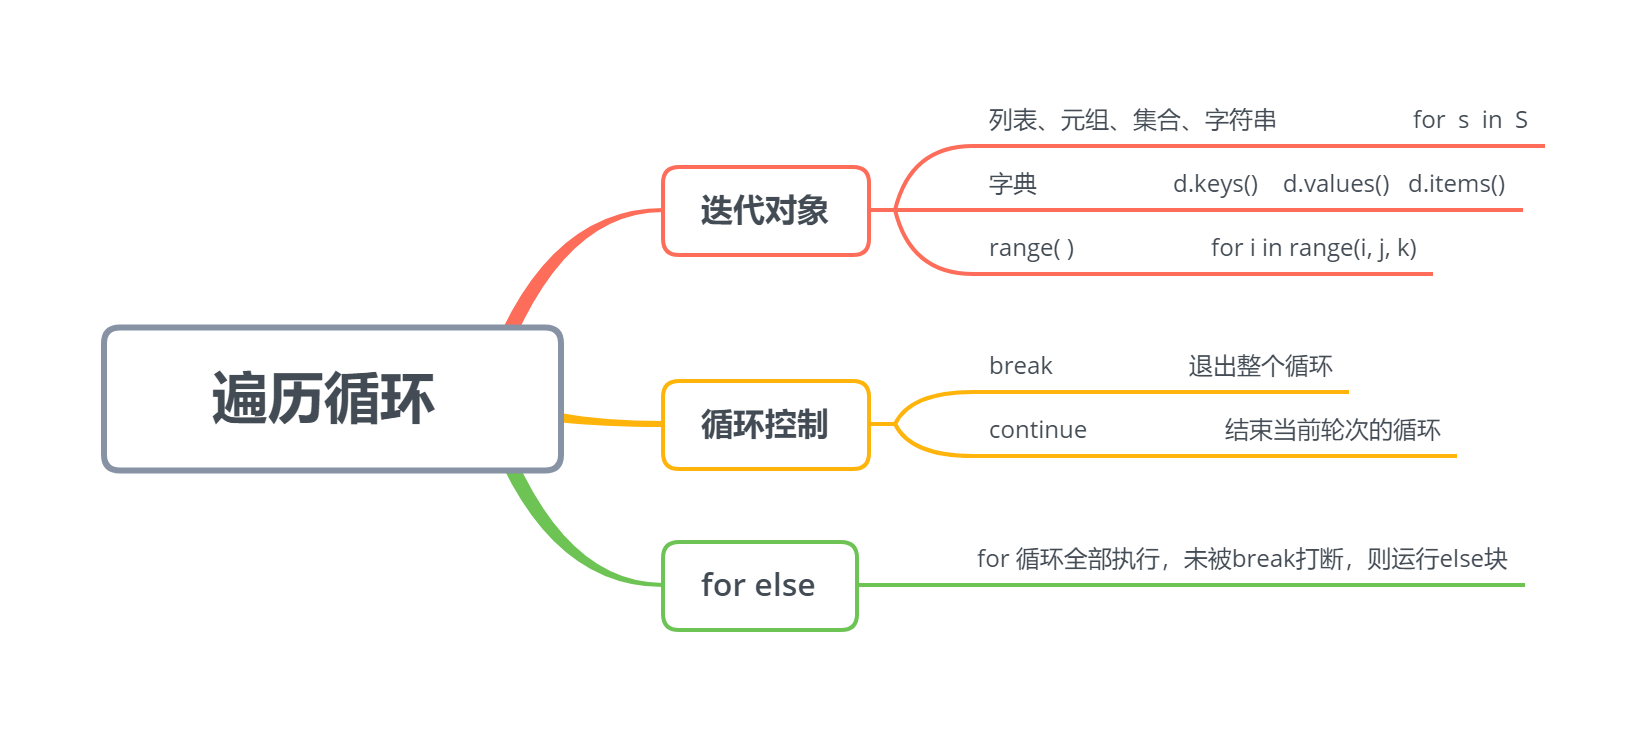 遍历循环
迭代对象
列表、元组、集合、字符串 for s in S
字典 d.keys() d.values() d.items()
range( ) for i in range(i, j, k)
循环控制
break 退出整个循环
continue 结束当前轮次的循环
for else
for 循环全部执行，未被break打断，则运行else块